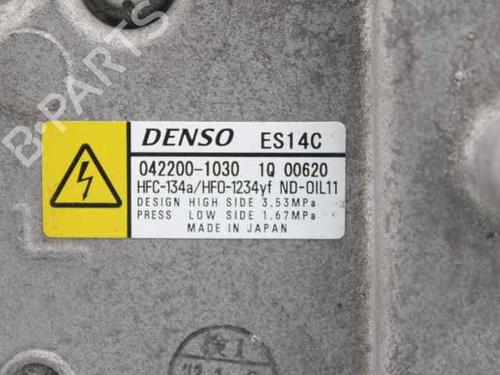 B-PARTS
DENSO ES14C
042200-1030 1Q 00620
HFC-134a/HFO-1234yf ND-OIL11
DESIGN HIGH SIDE 3.53MPa
PRESS LOW SIDE 1.67MPa
MADE IN JAPAN